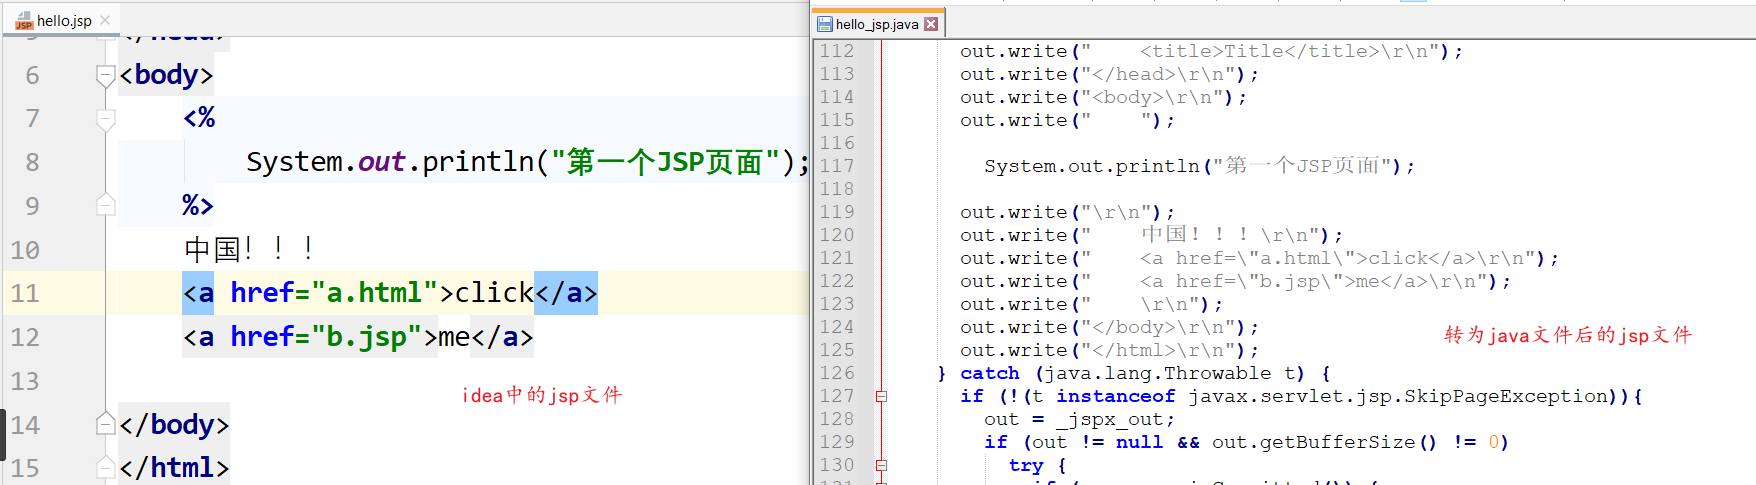 hello.jsp
5 </head>
6 <body>
7 <%
8 System.out.println("第一个JSP页面");
9 %>
10 中国！！！
11 <a href="a.html">click</a>
12 <a href="b.jsp">me</a>
13
14 </body>
15 </html>
idea中的jsp文件
hello_jsp.java
112 out.write("    <title>Title</title>\r\n");
113 out.write("</head>\r\n");
114 out.write("<body>\r\n");
115 out.write("    ");
116
117 System.out.println("第一个JSP页面");
118
119 out.write("\r\n");
120 out.write("    中国！！！\r\n");
121 out.write("    <a href=\"a.html\">click</a>\r\n");
122 out.write("    <a href=\"b.jsp\">me</a>\r\n");
123 out.write("    \r\n");
124 out.write("</body>\r\n");
125 out.write("</html>\r\n");
126 } catch (java.lang.Throwable t) {
127 if (!(t instanceof javax.servlet.jsp.SkipPageException)){
128 out = _jspx_out;
129 if (out != null && out.getBufferSize() != 0)
130 try {
转为java文件后的jsp文件